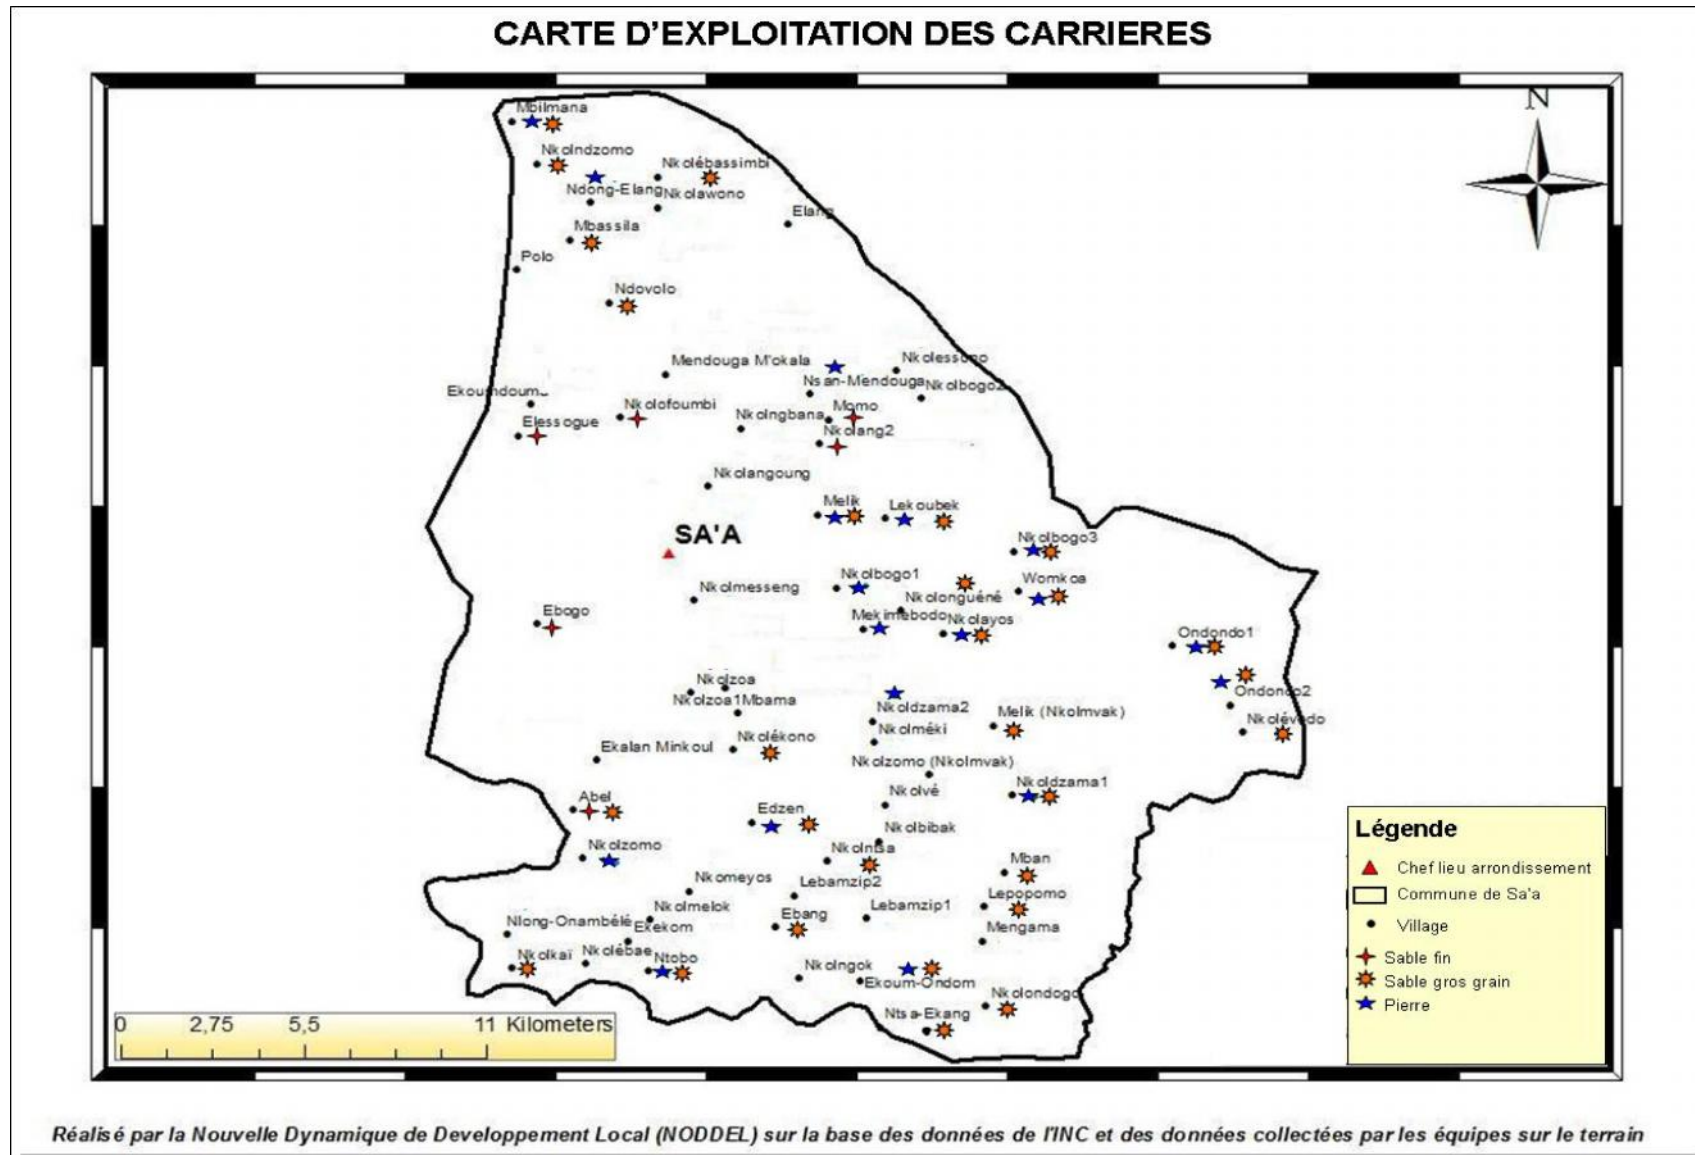 CARTE D'EXPLOITATION DES CARRIERES
N
Mbilmana
Nkolndzomo
Nkolébassimbi
Ndong-Elang
Nkolawono
Elang
Mbassila
Polo
Ndovolo
Mendouga M'okala
Nkolessono
Nsan-Mendouga
Nkolbogo2
Ekoumdouma
Nkolofoumbi
Nkolngbana
Momo
Elessogue
Nkolang2
Nkolangoung
Melik
Lekoubek
SA'A
Nkolbogo3
Nkolbogo1
Womkoa
Nkolmesseng
Nkolonguéné
Ebogo
Mekimebodo
Nkolayos
Ondondo1
Nkolzoa
Ondondo2
Nkolzoa1
Mbama
Nkoldzama2
Melik (Nkolmvak)
Nkolévodo
Nkolméki
Nkolékono
Ekalan Minkoul
Nkolzomo (Nkolmvak)
Nkoldzama1
Nkolvé
Abel
Edzen
Nkolbibak
Nkolzomo
Nkolntsa
Mban
Nkomeyos
Lebamzip2
Lepopomo
Nkolmelok
Ebang
Lebamzip1
Nlong-Onambélé
Ekekom
Mengama
Nkolkaï
Nkolébae
Ntobo
Nkolngok
Ekoum-Ondom
Nkolondogo
Ntsa-Ekang
0 2,75 5,5 11 Kilometers
Légende
Chef lieu arrondissement
Commune de Sa'a
Village
Sable fin
Sable gros grain
Pierre
Réalisé par la Nouvelle Dynamique de Developpement Local (NODDEL) sur la base des données de l'INC et des données collectées par les équipes sur le terrain